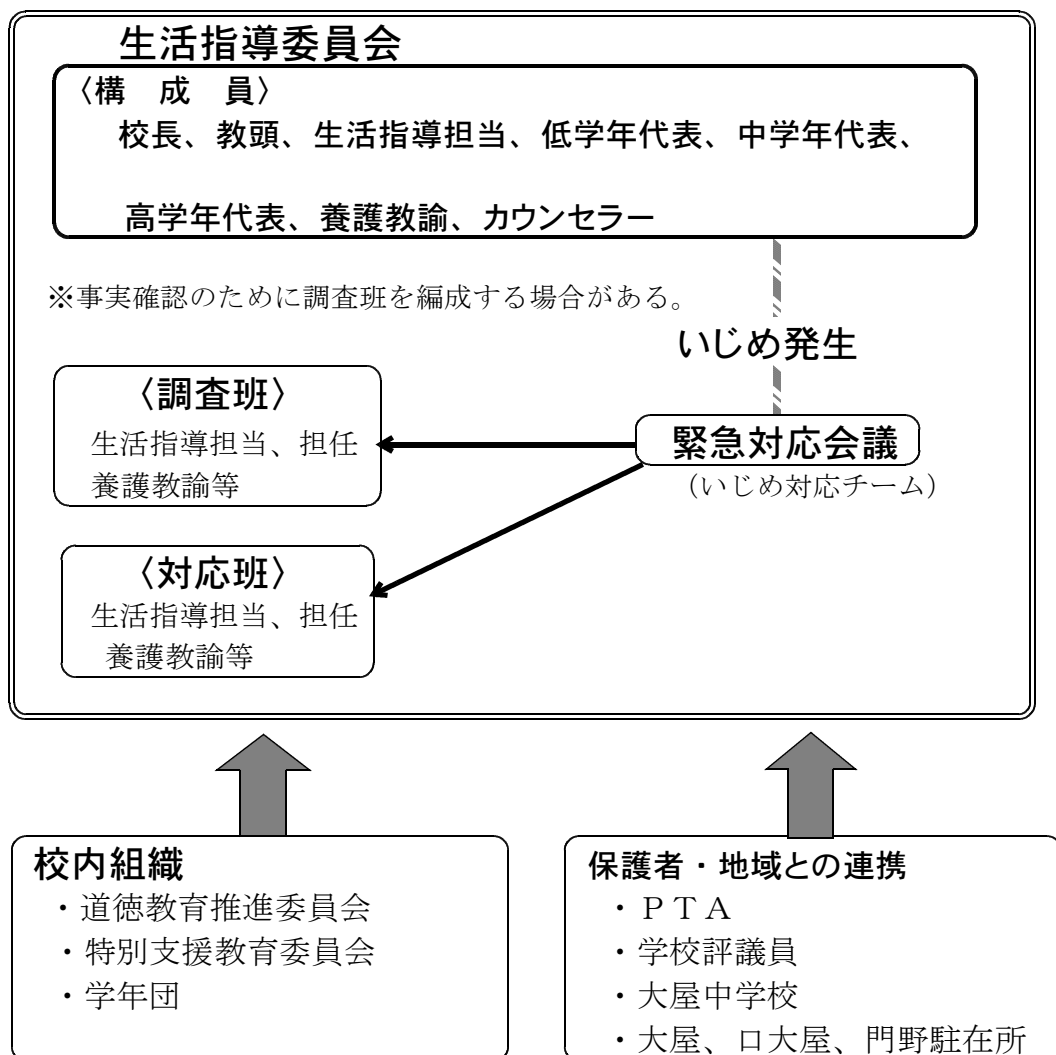 生活指導委員会
〈構　成　員〉
校長、教頭、生活指導担当、低学年代表、中学年代表、
高学年代表、養護教諭、カウンセラー
※事実確認のために調査班を編成する場合がある。
いじめ発生
〈調査班〉
生活指導担当、担任
養護教諭等
緊急対応会議
（いじめ対応チーム）
〈対応班〉
生活指導担当、担任
養護教諭等
校内組織
・道徳教育推進委員会
・特別支援教育委員会
・学年団
保護者・地域との連携
・ＰＴＡ
・学校評議員
・大屋中学校
・大屋、口大屋、門野駐在所